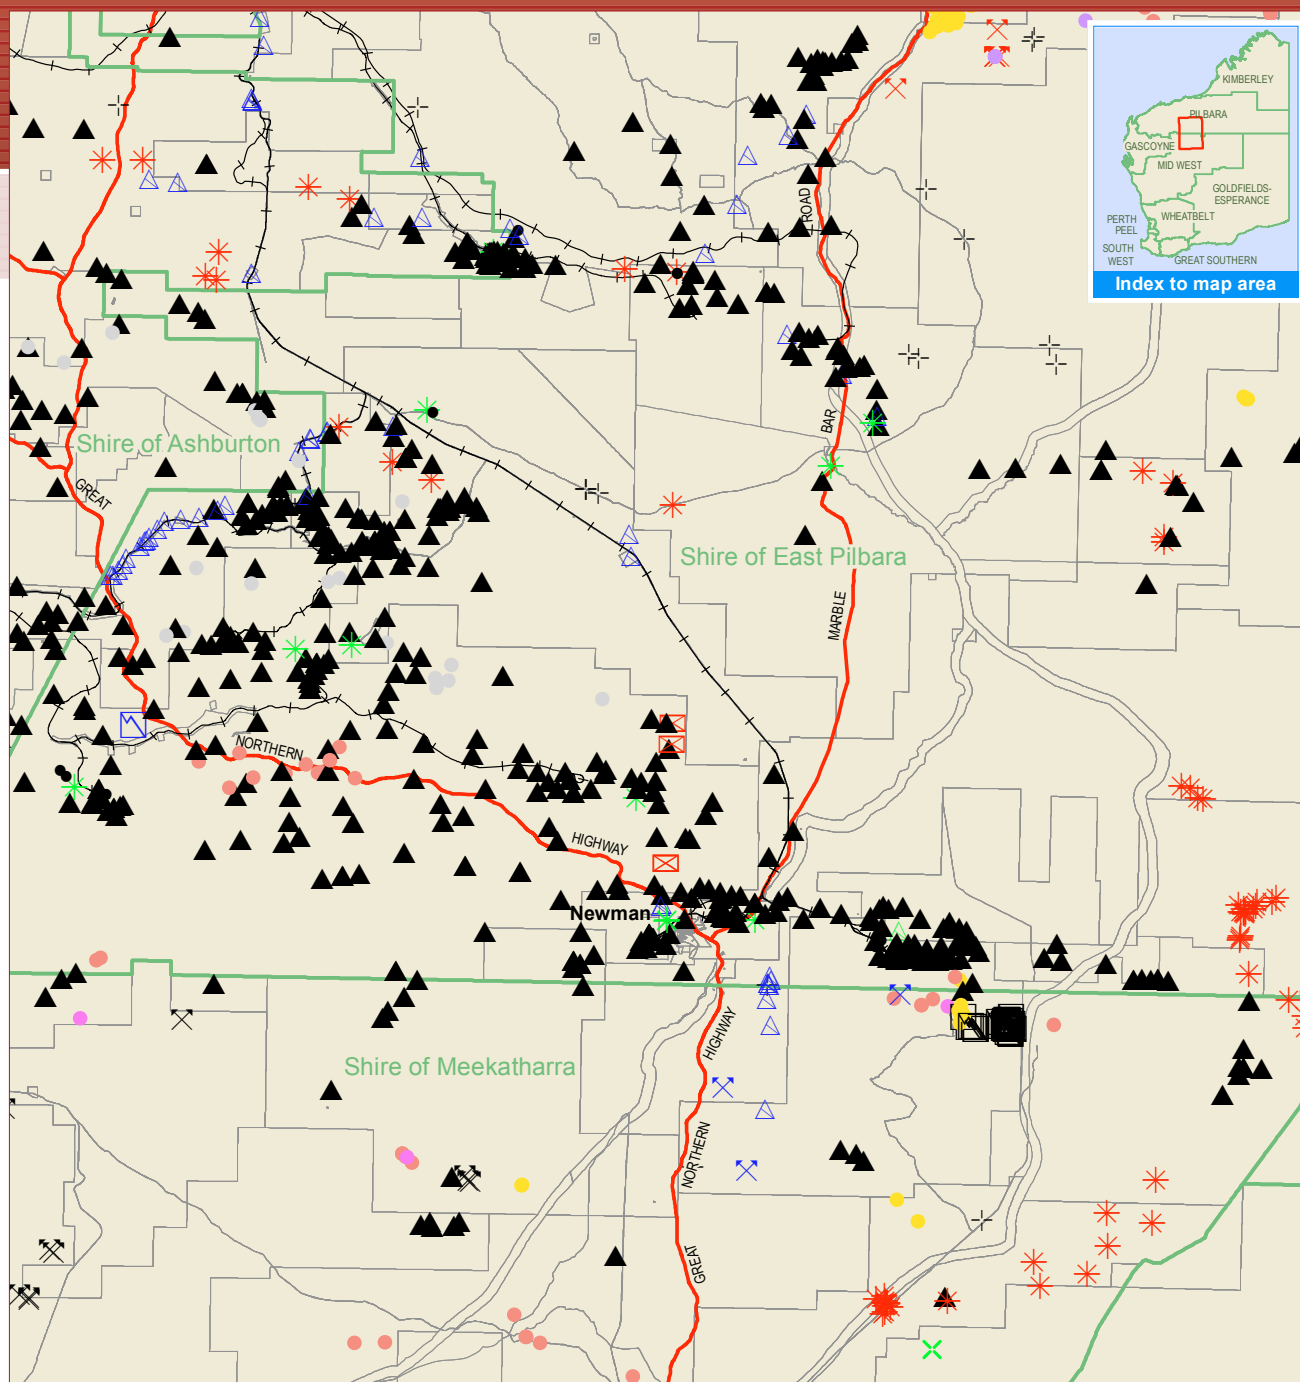 KIMBERLEY
PILBARA
GASCOYNE
MID WEST
GOLDFIELDS-
ESPERANCE
PERTH
PEEL
WHEATBELT
SOUTH
WEST
GREAT SOUTHERN
Index to map area
ROAD
BAR
MARBLE
Shire of Ashburton
GREAT
Shire of East Pilbara
NORTHERN
HIGHWAY
Newman
HIGHWAY
Shire of Meekatharra
NORTHERN
GREAT